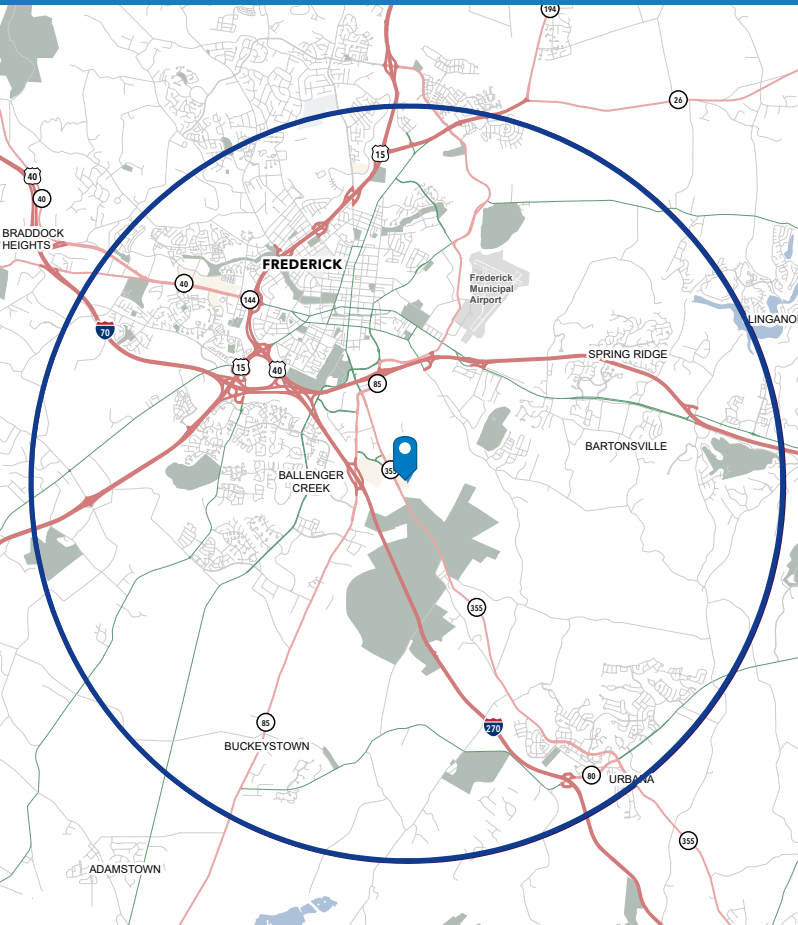 194
26
15
40
40
BRADDOCK
HEIGHTS
FREDERICK
40
144
Frederick
Municipal
Airport
70
LINGANO
SPRING RIDGE
15
40
85
BARTONSVILLE
355
BALLENGER
CREEK
355
85
270
BUCKEYSTOWN
80
URBANA
355
ADAMSTOWN